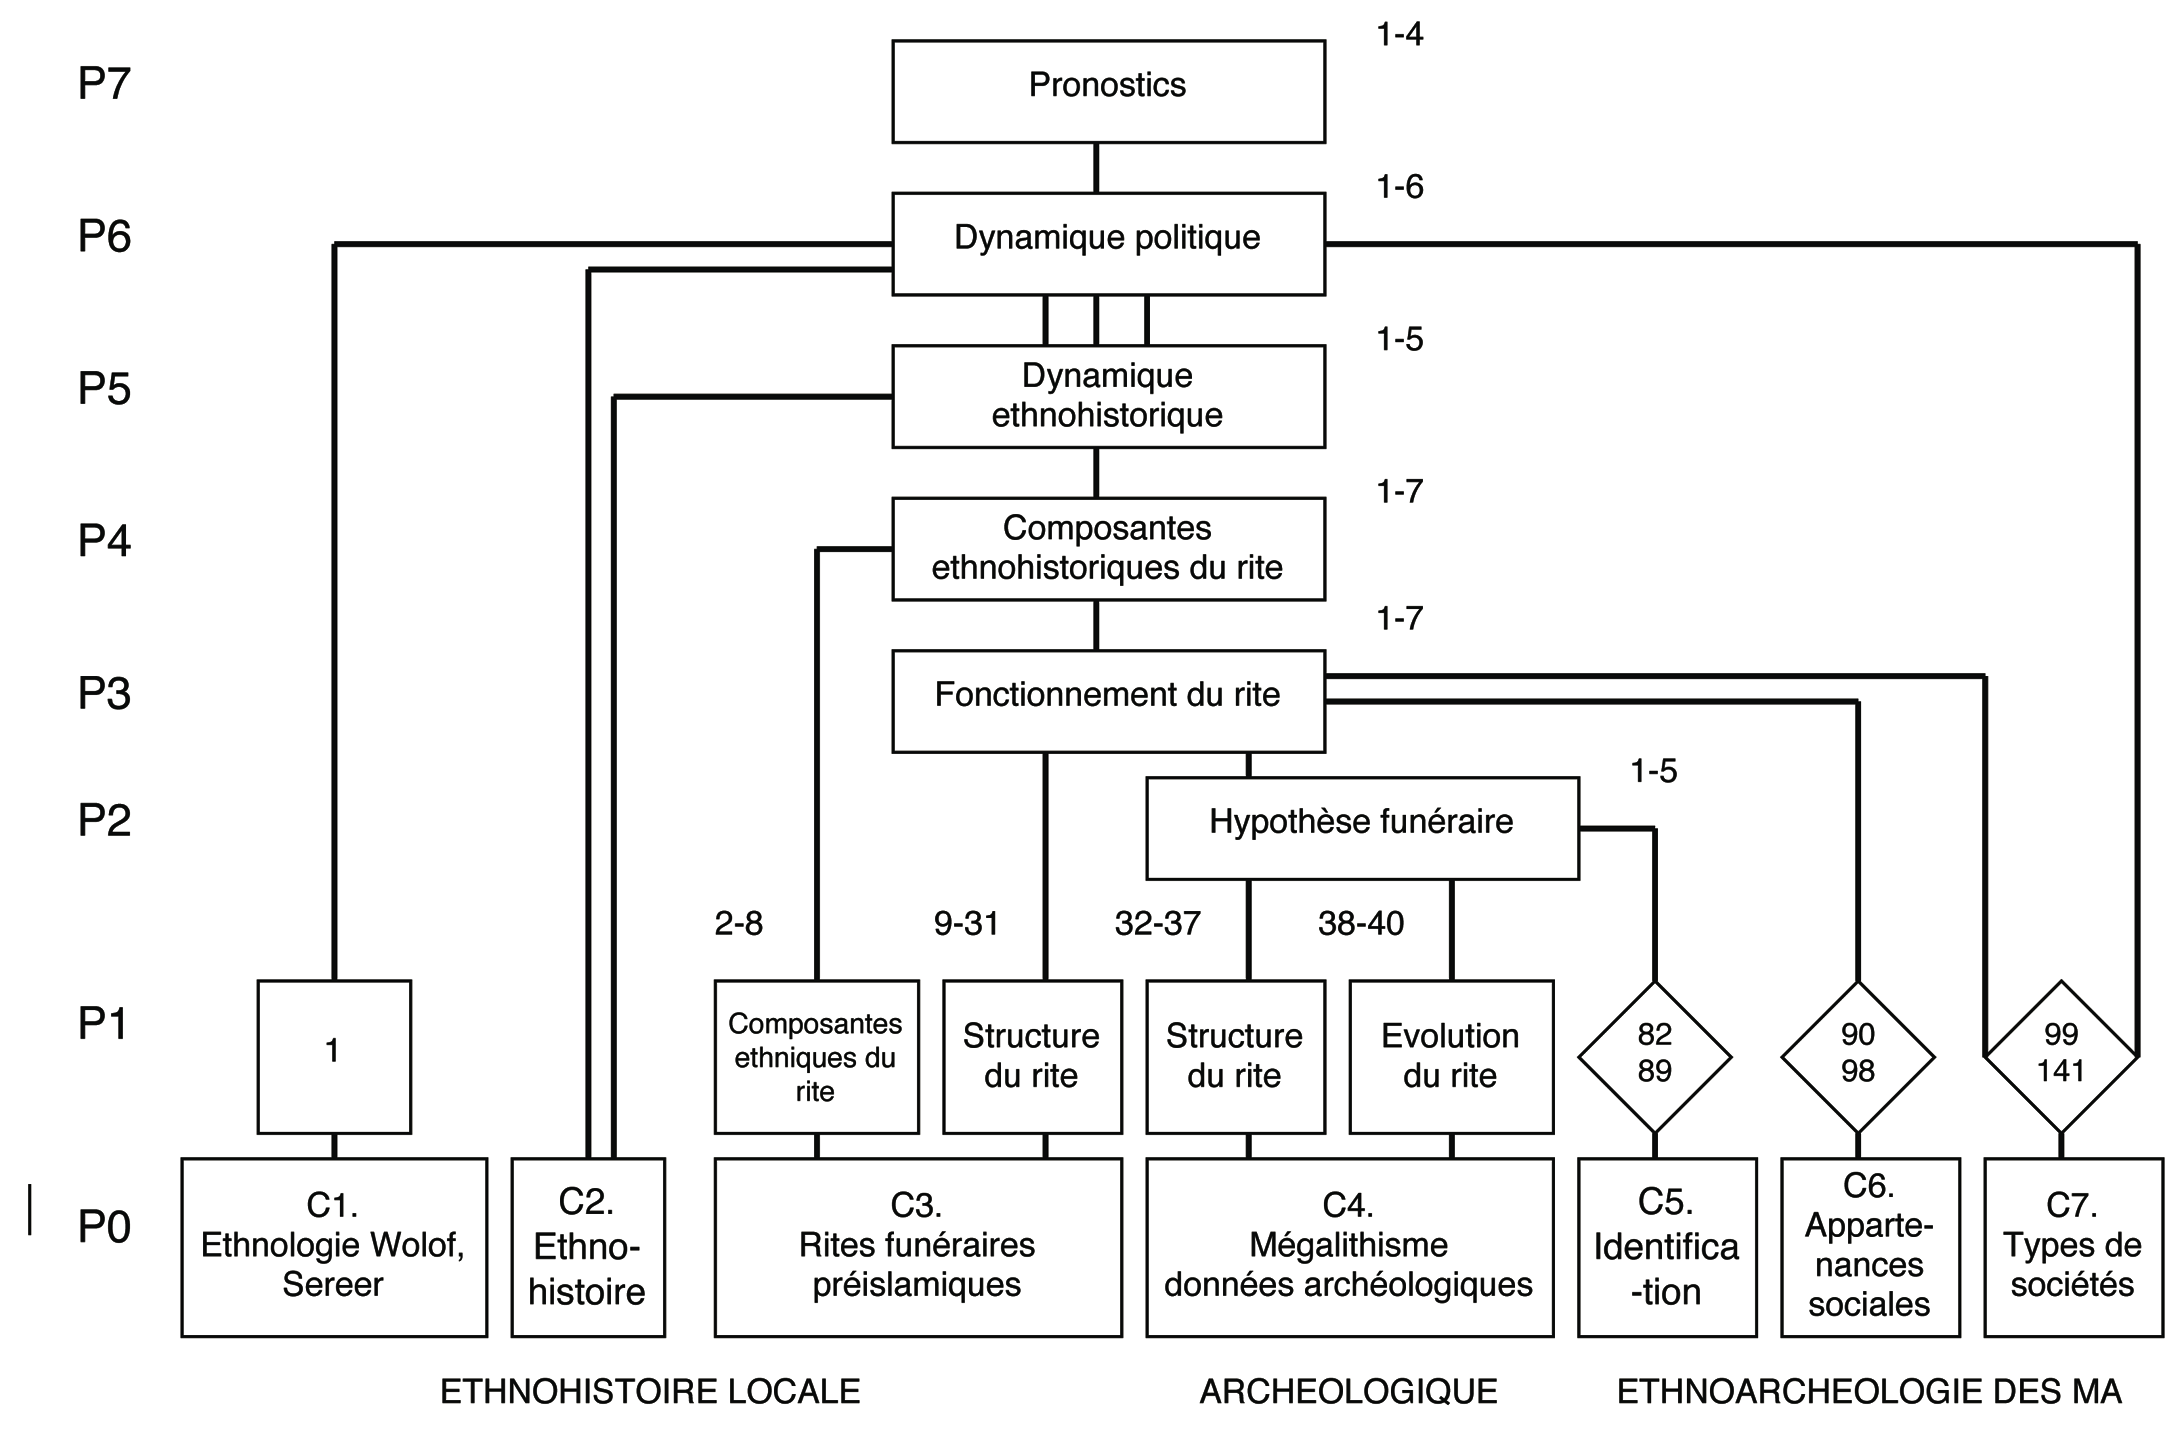 1-4
P7
Pronostics
1-6
P6
Dynamique politique
1-5
P5
Dynamique
ethnohistorique
1-7
P4
Composantes
ethnohistoriques du rite
1-7
P3
Fonctionnement du rite
1-5
P2
Hypothèse funéraire
2-8
9-31
32-37
38-40
P1
1
Composantes
ethniques du
rite
Structure
du rite
Structure
du rite
Evolution
du rite
82
89
90
98
99
141
P0
C1.
Ethnologie Wolof,
Sereer
C2.
Ethno-
histoire
C3.
Rites funéraires
préislamiques
C4.
Mégalithisme
données archéologiques
C5.
Identifica
-tion
C6.
Apparte-
nances
sociales
C7.
Types de
sociétés
ETHNOHISTOIRE LOCALE
ARCHEOLOGIQUE
ETHNOARCHEOLOGIE DES MA